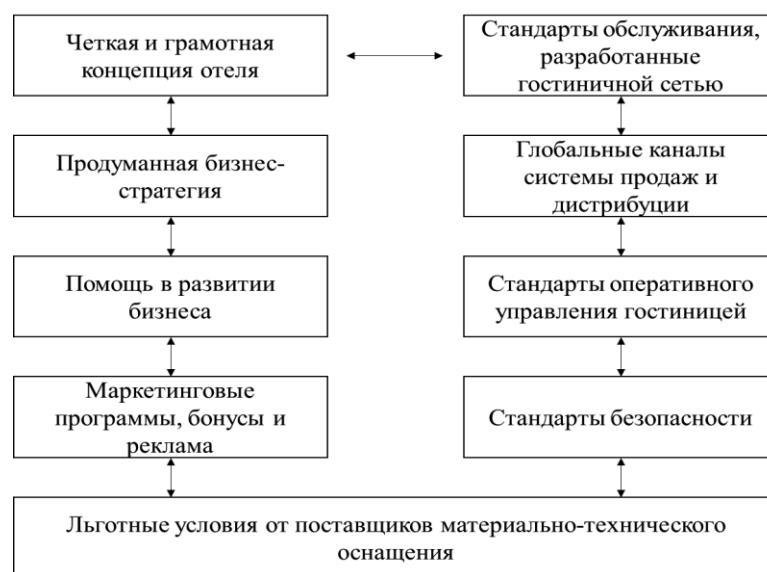 Четкая и грамотная
концепция отеля
Стандарты обслуживания,
разработанные
гостиничной сетью
Продуманная бизнес-
стратегия
Глобальные каналы
системы продаж и
дистрибуции
Помощь в развитии
бизнеса
Стандарты оперативного
управления гостиницей
Маркетинговые
программы, бонусы и
реклама
Стандарты безопасности
Льготные условия от поставщиков материально-технического
оснащения